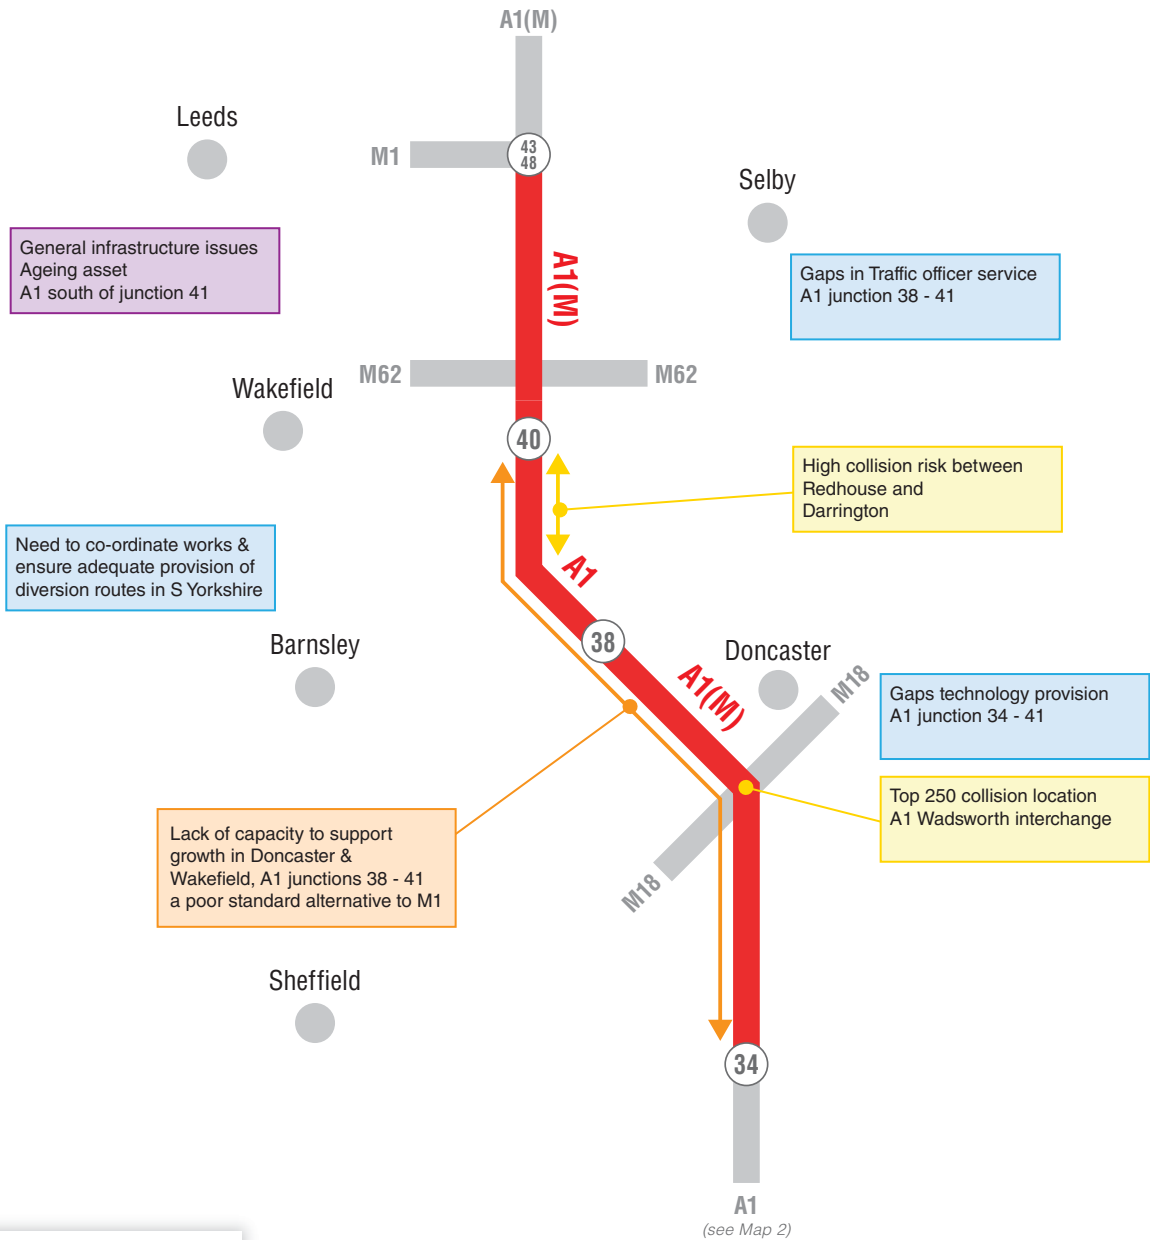 A1(M)
Leeds
M1
43
48
Selby
General infrastructure issues
Ageing asset
A1 south of junction 41
A1(M)
Gaps in Traffic officer service
A1 junction 38 - 41
M62
M62
Wakefield
40
High collision risk between
Redhouse and
Darrington
Need to co-ordinate works &
ensure adequate provision of
diversion routes in S Yorkshire
A1
38
Barnsley
Doncaster
A1(M)
M18
Gaps technology provision
A1 junction 34 - 41
Top 250 collision location
A1 Wadsworth interchange
Lack of capacity to support
growth in Doncaster &
Wakefield, A1 junctions 38 - 41
a poor standard alternative to M1
M18
Sheffield
34
A1
(see Map 2)